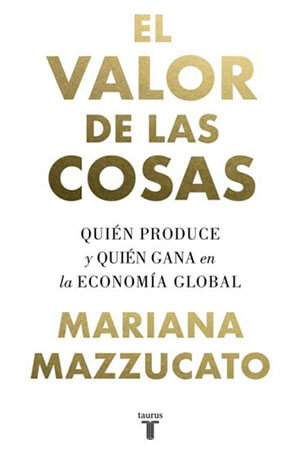 EL
VALOR
DE LAS
COSAS
QUIÉN PRODUCE
y QUIÉN GANA en
la ECONOMÍA GLOBAL
MARIANA
MAZZUCATO
taurus
T